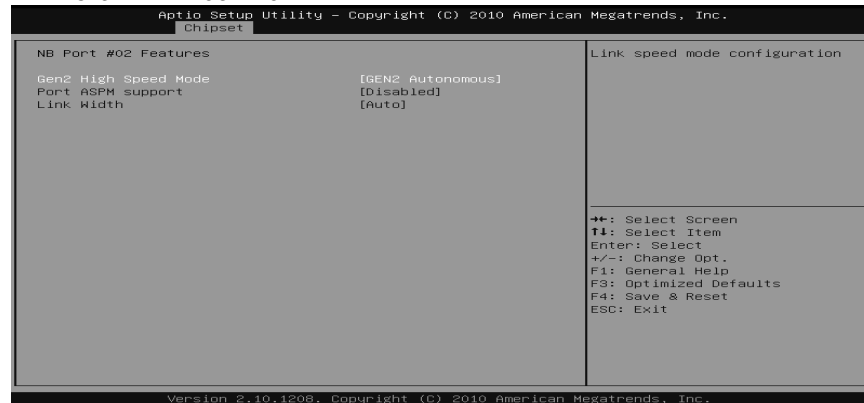 Aptio Setup Utility – Copyright (C) 2010 American Megatrends, Inc.
Chipset
NB Port #02 Features
Gen2 High Speed Mode [GEN2 Autonomous]
Port ASPM support [Disabled]
Link Width [Auto]
Link speed mode configuration
→←: Select Screen
↑↓: Select Item
Enter: Select
+/-: Change Opt.
F1: General Help
F3: Optimized Defaults
F4: Save & Reset
ESC: Exit
Version 2.10.1208. Copyright (C) 2010 American Megatrends, Inc.